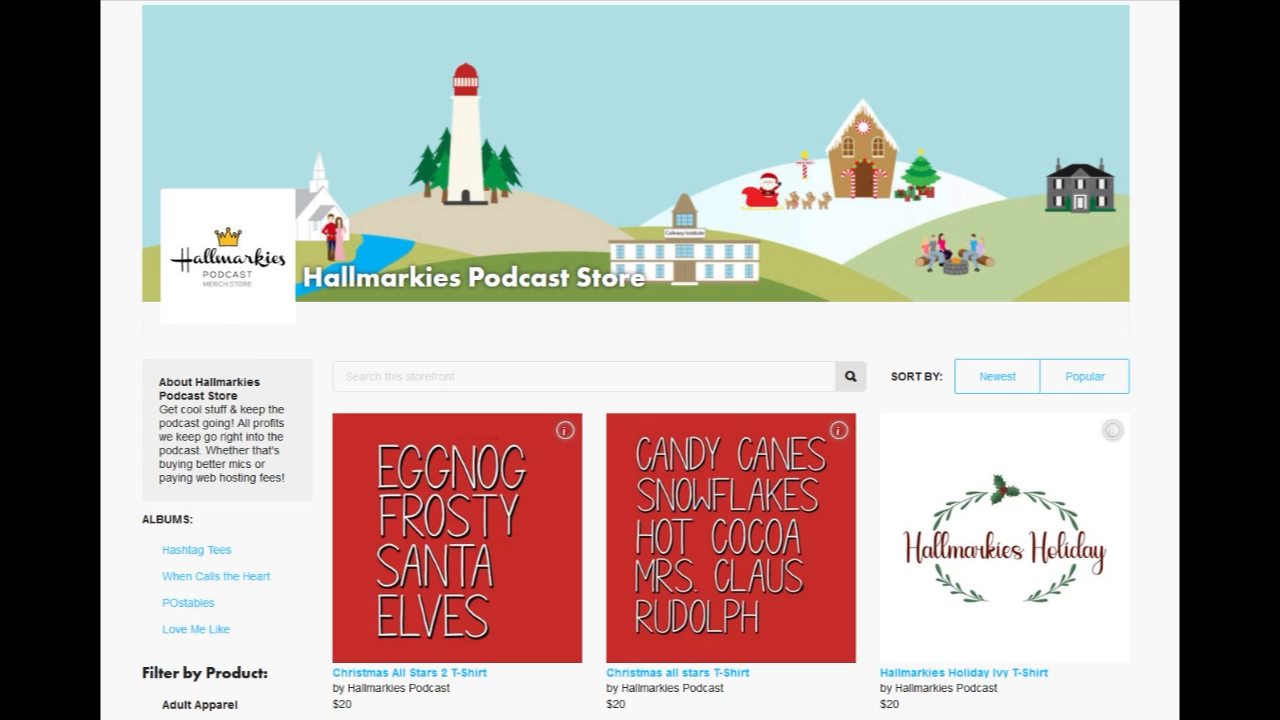 Culinary Institute
Hallmarkies
PODCAST
MERCH STORE
Hallmarkies Podcast Store
About Hallmarkies
Podcast Store
Get cool stuff & keep the
podcast going! All profits
we keep go right into the
podcast. Whether that's
buying better mics or
paying web hosting fees!
ALBUMS:
Hashtag Tees
When Calls the Heart
POstables
Love Me Like
Filter by Product:
Adult Apparel
Search this storefront
SORT BY:
Newest
Popular
EGGNOG
FROSTY
SANTA
ELVES
Christmas All Stars 2 T-Shirt
by Hallmarkies Podcast
$20
CANDY CANES
SNOWFLAKES
HOT COCOA
MRS. CLAUS
RUDOLPH
Christmas all stars T-Shirt
by Hallmarkies Podcast
$20
Hallmarkies Holiday
Hallmarkies Holiday Ivy T-Shirt
by Hallmarkies Podcast
$20